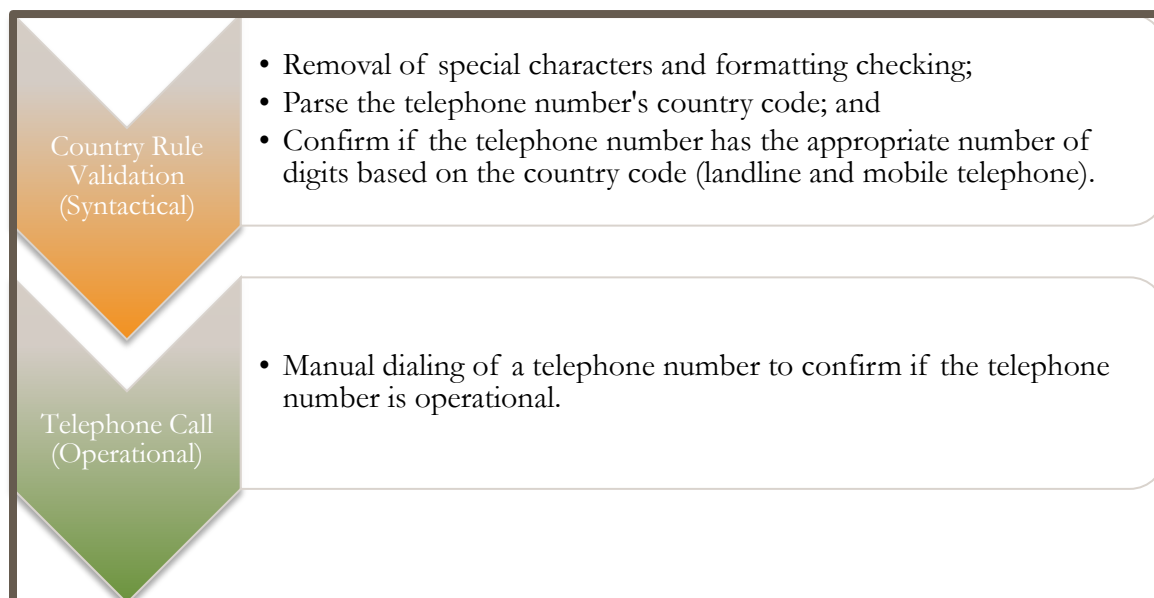 Country Rule
Validation
(Syntactical)
• Removal of special characters and formatting checking;
• Parse the telephone number's country code; and
• Confirm if the telephone number has the appropriate number of
digits based on the country code (landline and mobile telephone).
Telephone Call
(Operational)
• Manual dialing of a telephone number to confirm if the telephone
number is operational.